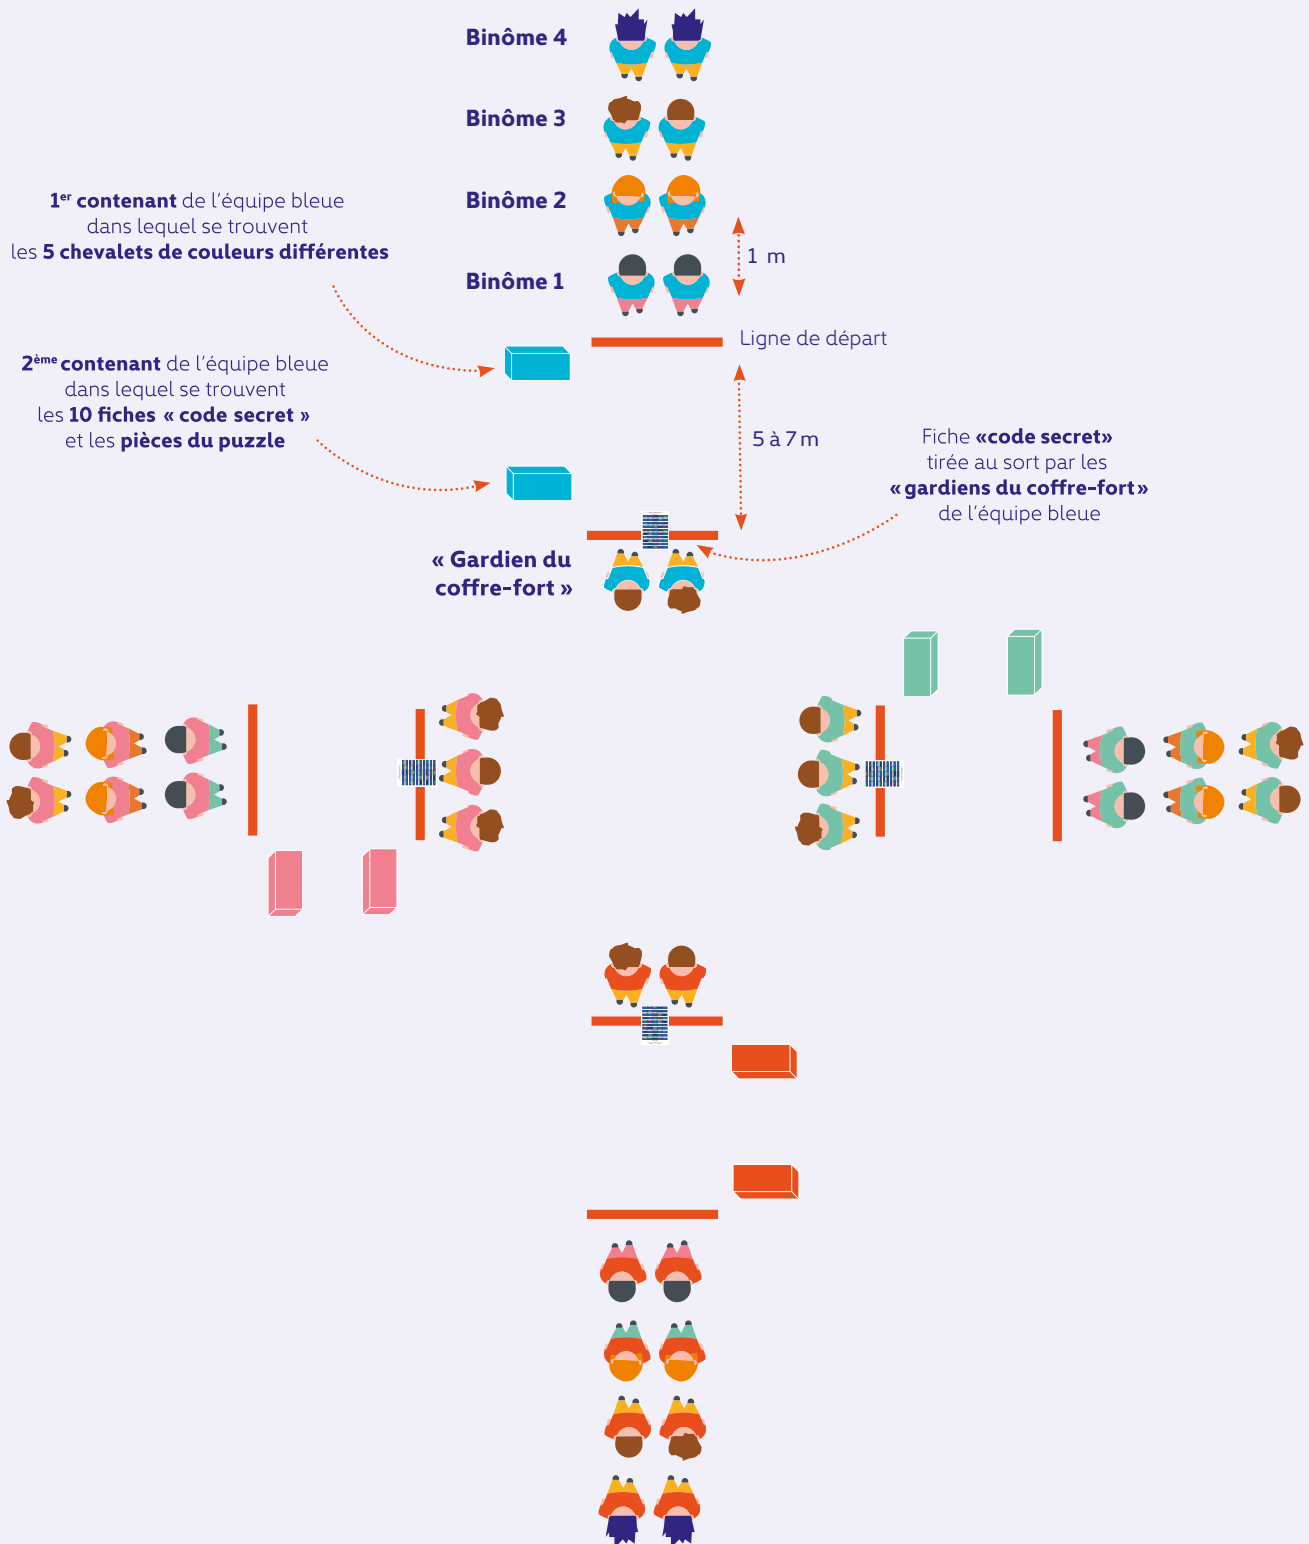 Binôme 4
Binôme 3
1er contenant de l'équipe bleue
dans lequel se trouvent
les 5 chevalets de couleurs différentes
Binôme 2
1 m
Binôme 1
Ligne de départ
2ème contenant de l'équipe bleue
dans lequel se trouvent
les 10 fiches « code secret »
et les pièces du puzzle
5 à 7 m
Fiche «code secret»
tirée au sort par les
«gardiens du coffre-fort»
de l'équipe bleue
« Gardien du
coffre-fort »